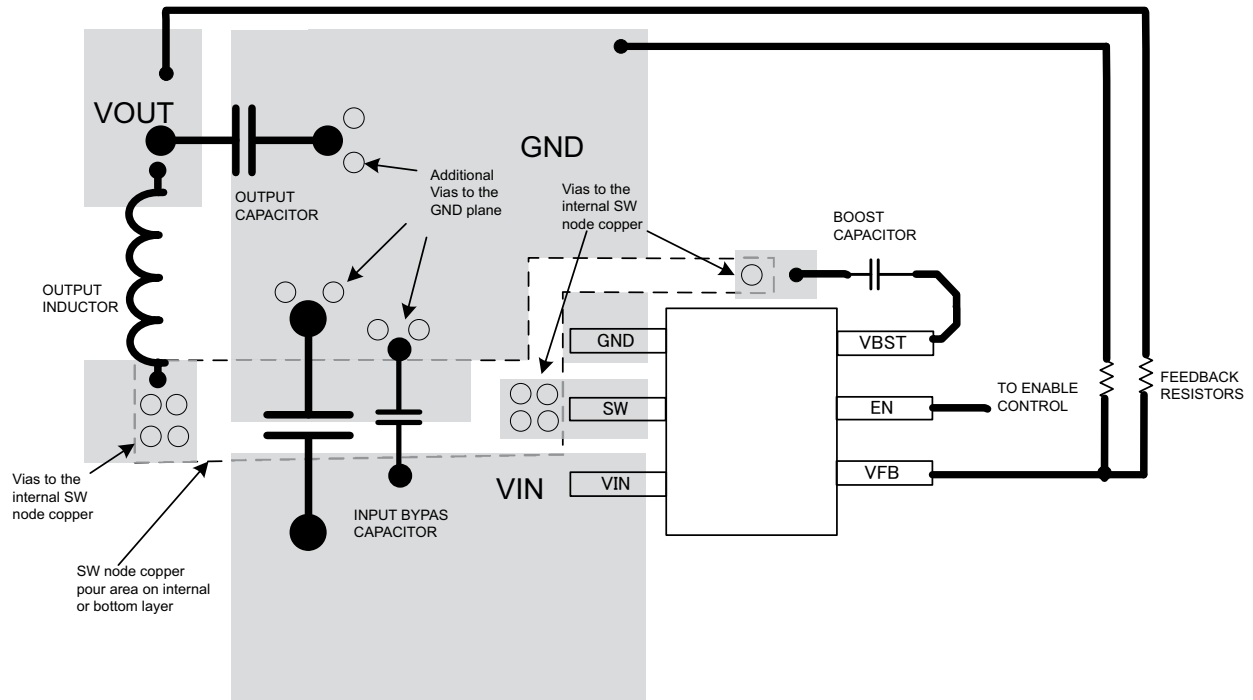 VOUT
GND
OUTPUT
CAPACITOR
Additional
Vias to the
GND plane
Vias to the
internal SW
node copper
BOOST
CAPACITOR
OUTPUT
INDUCTOR
GND
VBST
SW
EN
TO ENABLE
CONTROL
FEEDBACK
RESISTORS
VIN
VIN
VFB
Vias to the
internal SW
node copper
INPUT BYPAS
CAPACITOR
SW node copper
pour area on internal
or bottom layer